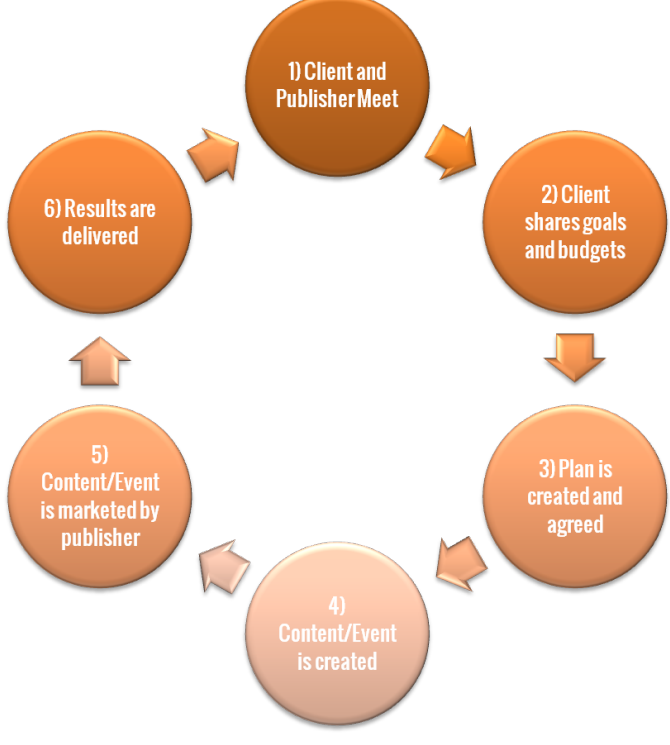 1) Client and
Publisher Meet
2) Client
shares goals
and budgets
3) Plan is
created and
agreed
4)
Content/Event
is created
5)
Content/Event
is marketed by
publisher
6) Results are
delivered